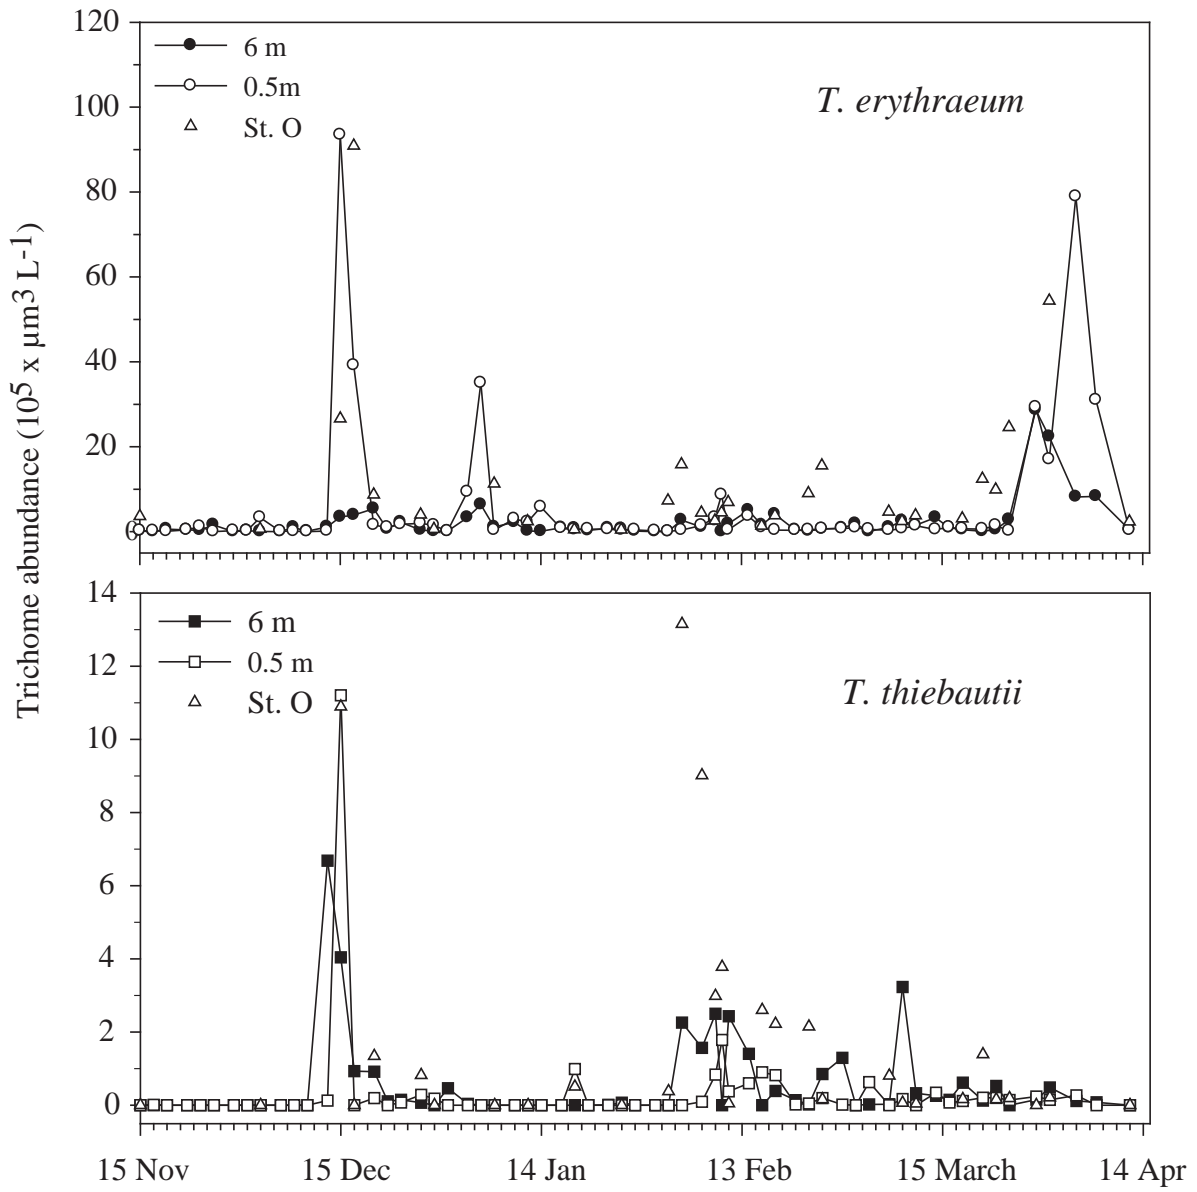 Trichome abundance (10⁵ x µm³ L⁻¹)
120
100
80
60
40
20
0
6 m
0.5m
St. O
T. erythraeum
14
12
10
8
6
4
2
0
6 m
0.5 m
St. O
T. thiebautii
15 Nov 15 Dec 14 Jan 13 Feb 15 March 14 Apr